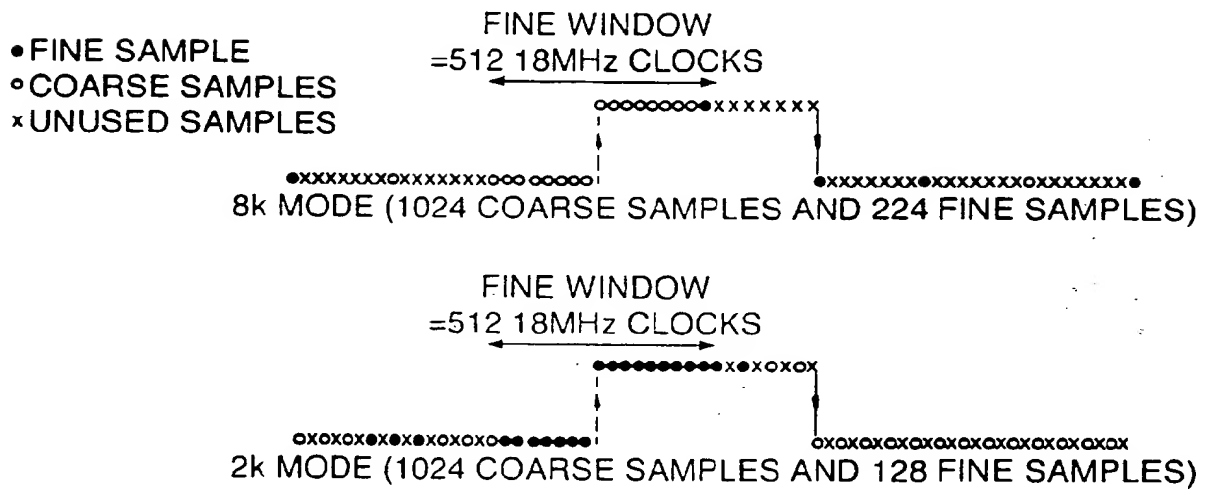 FINE WINDOW
=512 18MHz CLOCKS
•FINE SAMPLE
∘COARSE SAMPLES
×UNUSED SAMPLES
8k MODE (1024 COARSE SAMPLES AND 224 FINE SAMPLES)
FINE WINDOW
=512 18MHz CLOCKS
2k MODE (1024 COARSE SAMPLES AND 128 FINE SAMPLES)